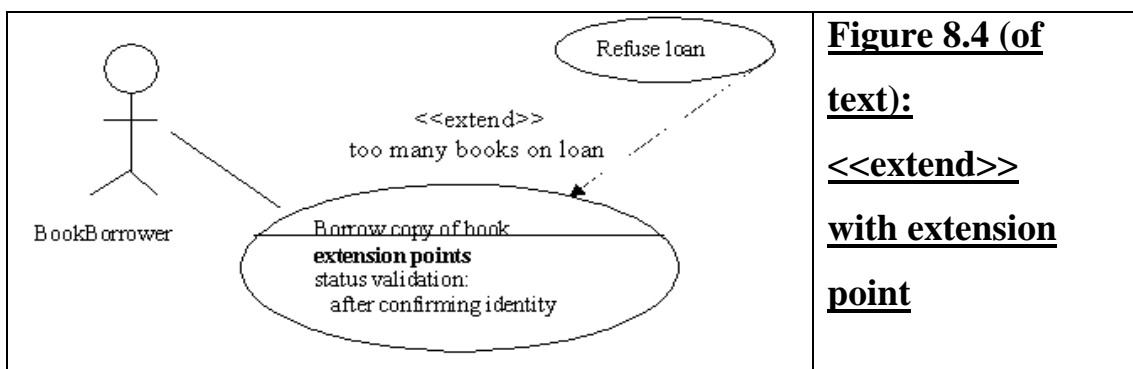 Refuse loan
<<extend>>
too many books on loan
BookBorrower
Borrow copy of book
extension points
status validation:
after confirming identity
Figure 8.4 (of
text):
<<extend>>
with extension
point